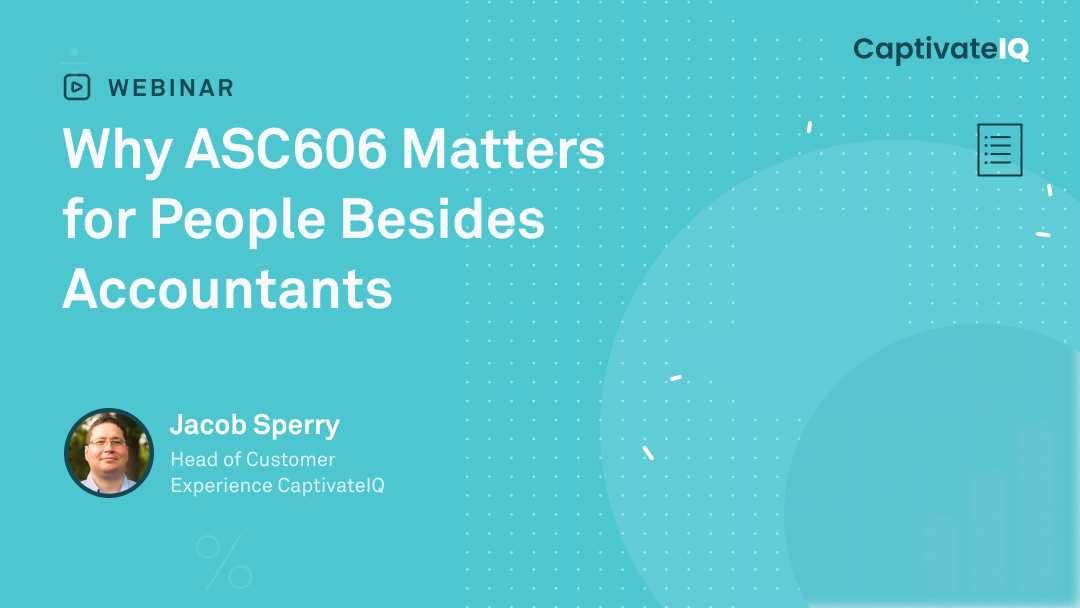 CaptivateIQ
WEBINAR
Why ASC606 Matters
for People Besides
Accountants
Jacob Sperry
Head of Customer
Experience CaptivateIQ
%